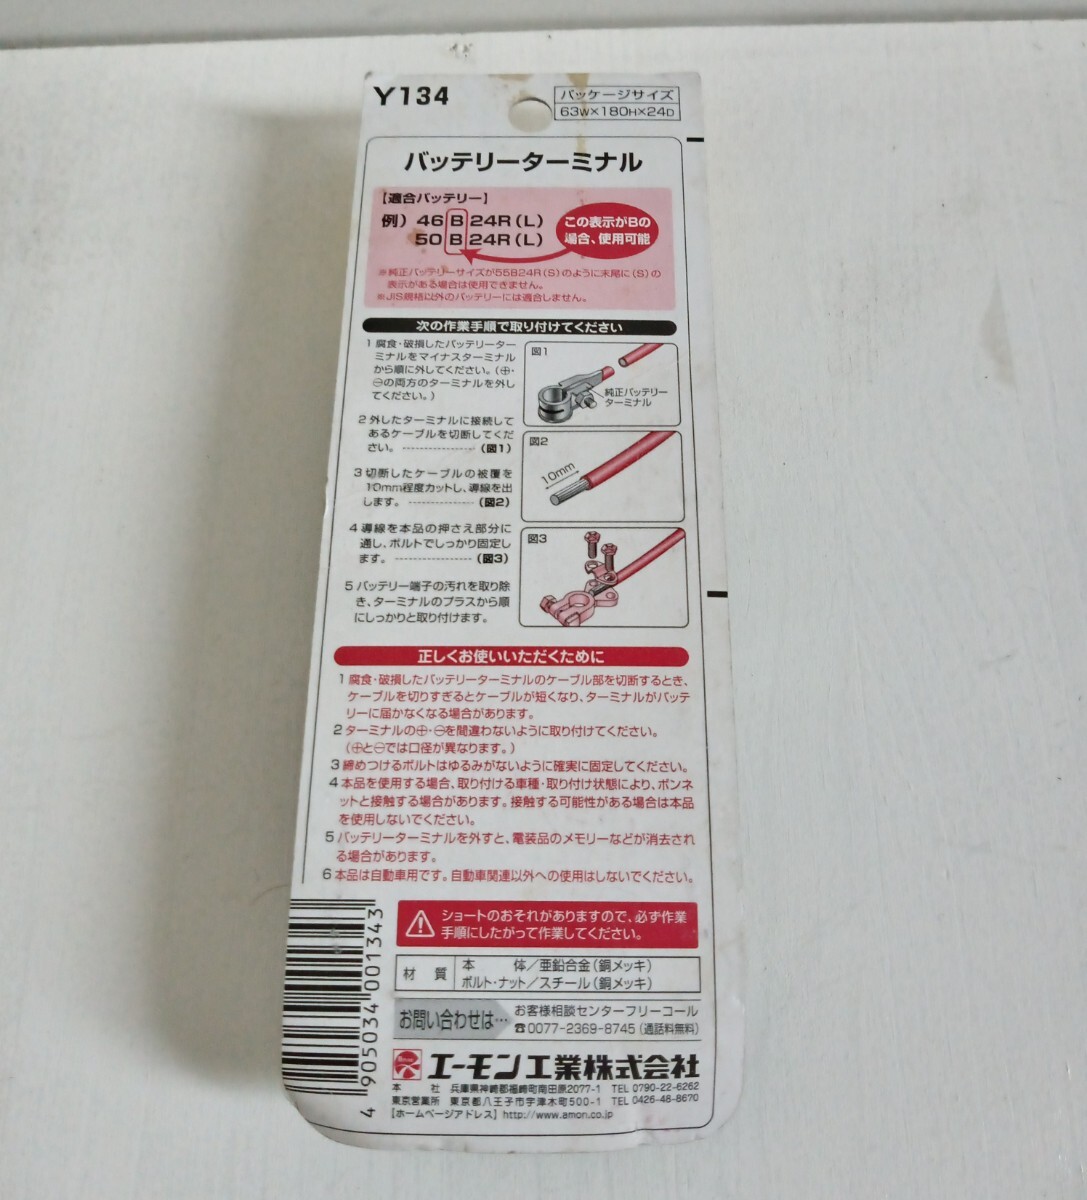 Y134
パッケージサイズ
63W×180H×24D
バッテリーターミナル
【適合バッテリー】
例) 46 B 24R(L)
50 B 24R(L)
この表示がBの
場合、使用可能
※純正バッテリーサイズが55B24R(S)のように末尾に(S)の
表示がある場合は使用できません。
※JIS規格以外のバッテリーには適合しません。
次の作業手順で取り付けてください
1 腐食・破損したバッテリーター
ミナルをマイナスターミナル
から順に外してください。(⊕・
⊖の両方のターミナルを外し
てください。)
図1
純正バッテリー
ターミナル
2 外したターミナルに接続して
あるケーブルを切断してくだ
さい。 ---------------- (図1)
図2
10mm
3 切断したケーブルの被覆を
10mm程度カットし、導線を出
します。 -------------- (図2)
4 導線を本品の押さえ部分に
通し、ボルトでしっかり固定し
ます。 ----------------- (図3)
図3
5 バッテリー端子の汚れを取り除
き、ターミナルのプラスから順
にしっかりと取り付けます。
正しくお使いいただくために
1 腐食・破損したバッテリーターミナルのケーブル部を切断するとき、
ケーブルを切りすぎるとケーブルが短くなり、ターミナルがバッテ
リーに届かなくなる場合があります。
2 ターミナルの⊕・⊖を間違わないように取り付けてください。
(⊕と⊖では口径が異なります。)
3 締めつけるボルトはゆるみがないように確実に固定してください。
4 本品を使用する場合、取り付ける車種・取り付け状態により、ボンネ
ットと接触する場合があります。接触する可能性がある場合は本品
を使用しないでください。
5 バッテリーターミナルを外すと、電装品のメモリーなどが消去され
る場合があります。
6 本品は自動車用です。自動車関連以外への使用はしないでください。
ショートのおそれがありますので、必ず作業
手順にしたがって作業してください。
材 質
本 体/亜鉛合金(銅メッキ)
ボルト・ナット/スチール(銅メッキ)
お問い合わせは…
お客様相談センターフリーコール
☎0077-2369-8745(通話料無料)
エーモン工業株式会社
本 社 兵庫県神崎郡福崎町南田原2077-1 TEL 0790-22-6262
東京営業所 東京都八王子市宇津木町500-1 TEL 0426-48-8670
【ホームページアドレス】http://www.amon.co.jp
4 905034 001343